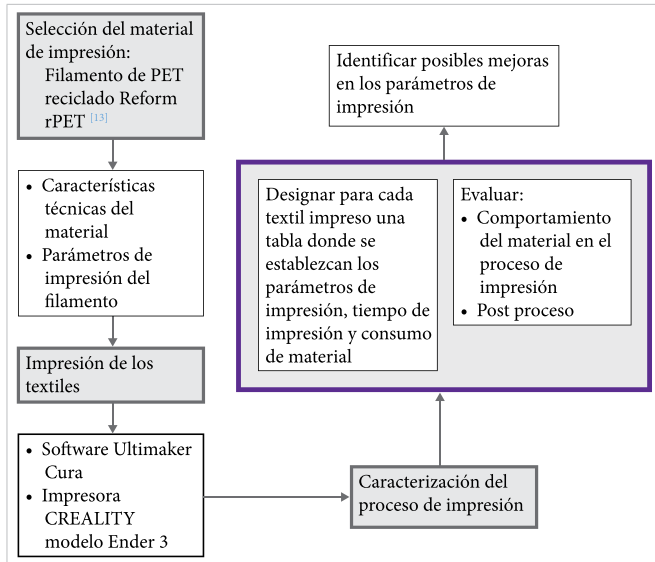 Selección del material
de impresión:
Filamento de PET
reciclado Reform
rPET [13]
• Características
técnicas del
material
• Parámetros de
impresión del
filamento
Impresión de los
textiles
• Software Ultimaker
Cura
• Impresora
CREALITY
modelo Ender 3
Caracterización del
proceso de impresión
Designar para cada
textil impreso una
tabla donde se
establezcan los
parámetros de
impresión, tiempo de
impresión y consumo
de material
Evaluar:
• Comportamiento
del material en el
proceso de
impresión
• Post proceso
Identificar posibles mejoras
en los parámetros de
impresión